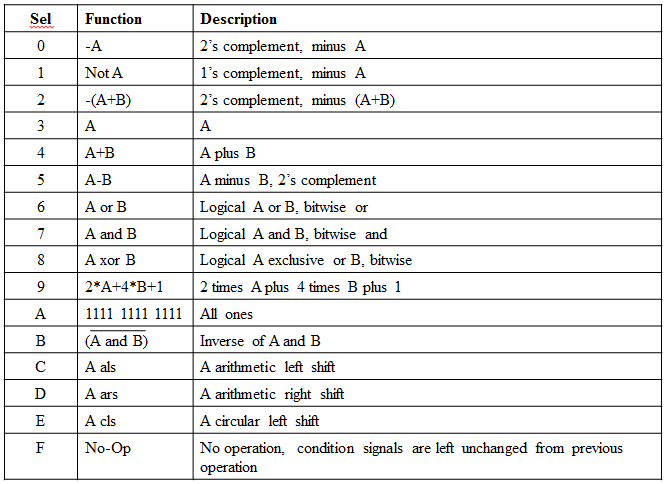 Sel Function Description
0 -A 2's complement, minus A
1 Not A 1's complement, minus A
2 -(A+B) 2's complement, minus (A+B)
3 A A
4 A+B A plus B
5 A-B A minus B, 2's complement
6 A or B Logical A or B, bitwise or
7 A and B Logical A and B, bitwise and
8 A xor B Logical A exclusive or B, bitwise
9 2*A+4*B+1 2 times A plus 4 times B plus 1
A 1111 1111 1111 All ones
B (A and B) Inverse of A and B
C A als A arithmetic left shift
D A ars A arithmetic right shift
E A cls A circular left shift
F No-Op No operation, condition signals are left unchanged from previous
operation